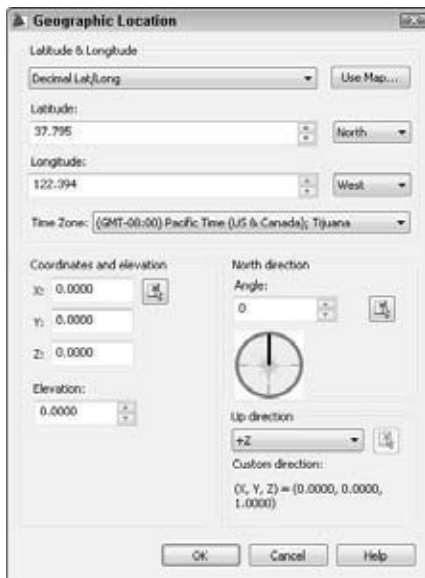 Geographic Location
Latitude & Longitude
Decimal Lat/Long
Use Map...
Latitude:
37.795
North
Longitude:
122.394
West
Time Zone: (GMT-08:00) Pacific Time (US & Canada); Tijuana
Coordinates and elevation
X: 0.0000
Y: 0.0000
Z: 0.0000
Elevation:
0.0000
North direction
Angle:
0
Up direction
+Z
Custom direction:
(X, Y, Z) = (0.0000, 0.0000,
1.0000)
OK Cancel Help